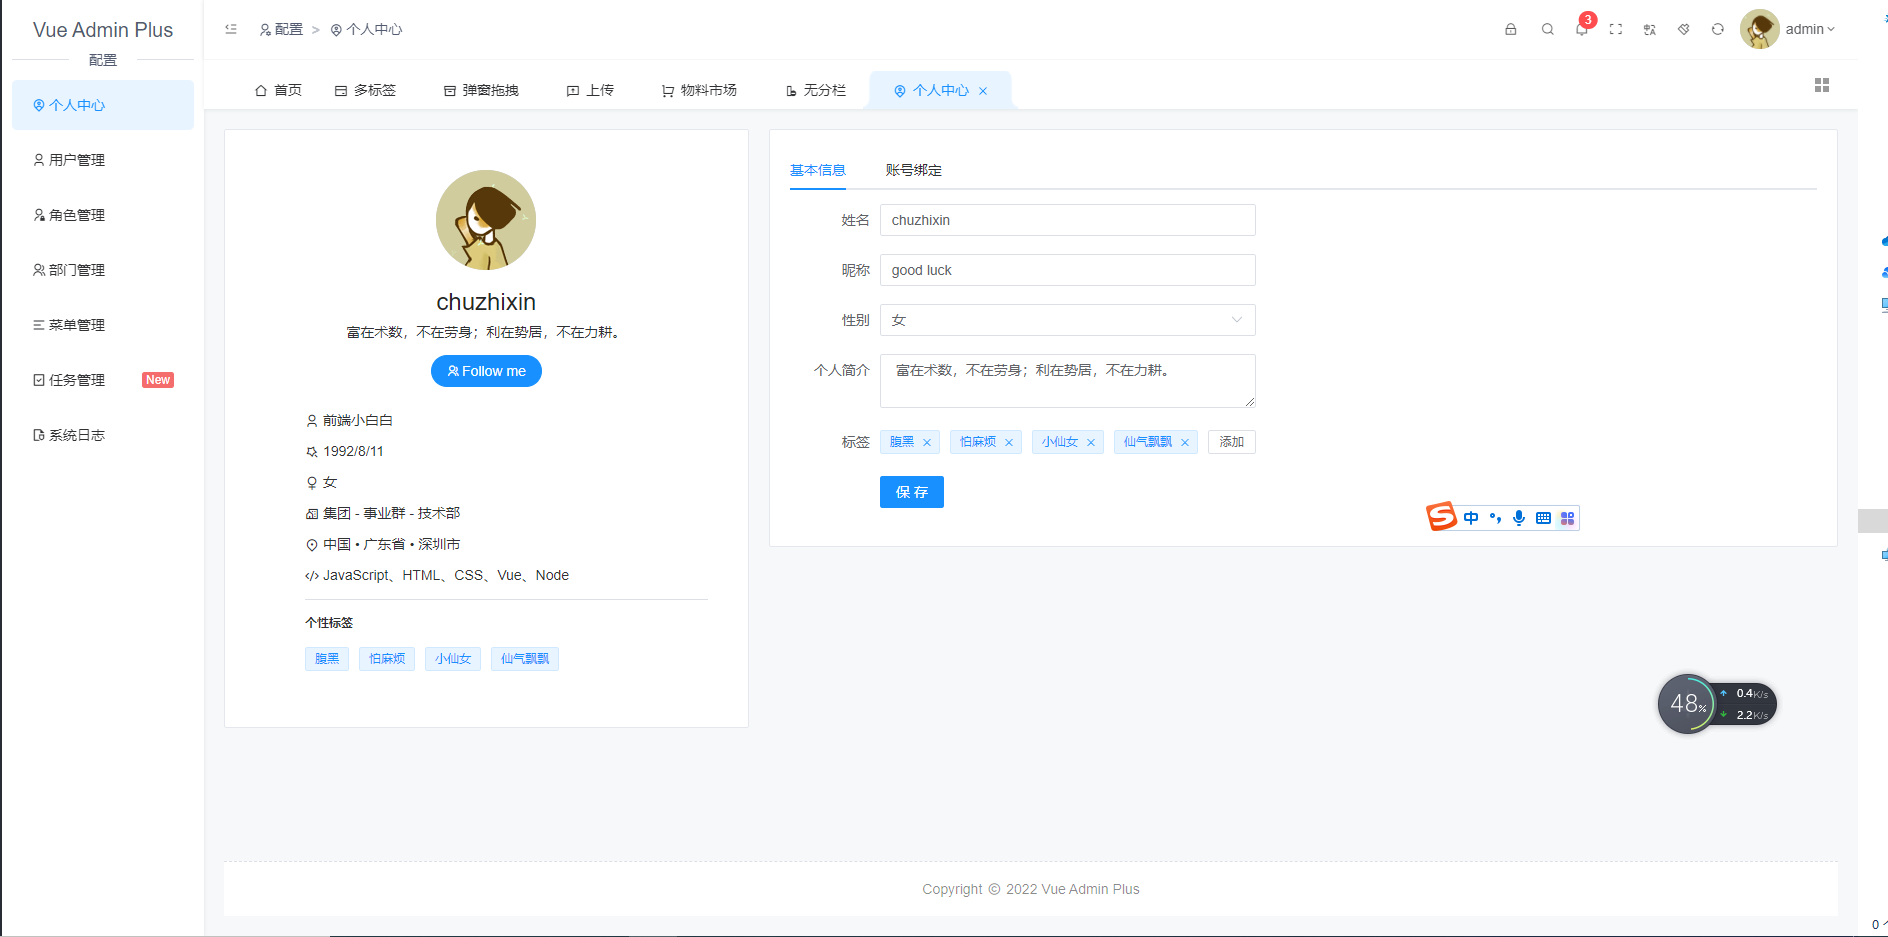 Vue Admin Plus
配置
个人中心
用户管理
角色管理
部门管理
菜单管理
任务管理 New
系统日志
配置 > 个人中心
3
admin
首页 多标签 弹窗拖拽 上传 物料市场 无分栏 个人中心
chuzhixin
富在术数，不在劳身；利在势居，不在力耕。
Follow me
前端小白白
1992/8/11
女
集团 - 事业群 - 技术部
中国 • 广东省 • 深圳市
JavaScript、HTML、CSS、Vue、Node
个性标签
腹黑 怕麻烦 小仙女 仙气飘飘
基本信息 账号绑定
姓名 chuzhixin
昵称 good luck
性别 女
个人简介 富在术数，不在劳身；利在势居，不在力耕。
标签 腹黑 怕麻烦 小仙女 仙气飘飘 添加
保 存
S 中
48% 0.4K/s
2.2K/s
Copyright © 2022 Vue Admin Plus
0 个